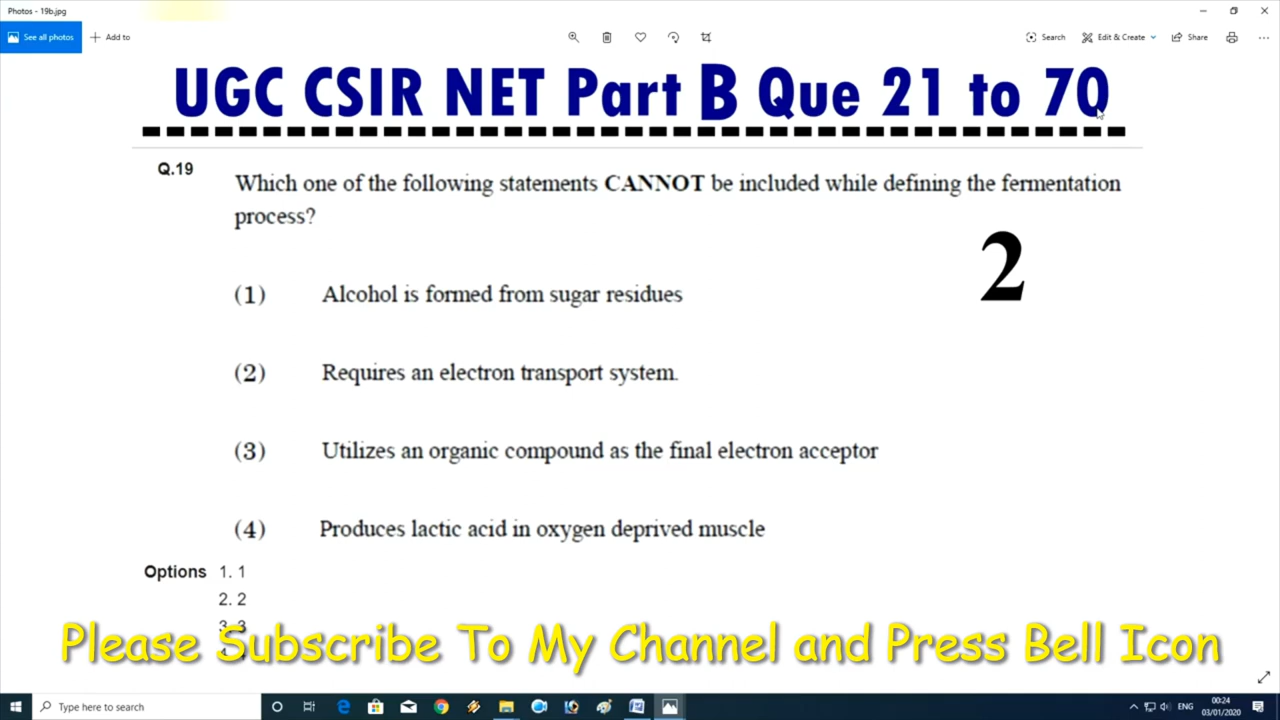 Photos - 19b.jpg
See all photos
Add to
Search
Edit & Create
Share
UGC CSIR NET Part B Que 21 to 70
Q.19
Which one of the following statements CANNOT be included while defining the fermentation
process?
2
(1) Alcohol is formed from sugar residues
(2) Requires an electron transport system.
(3) Utilizes an organic compound as the final electron acceptor
(4) Produces lactic acid in oxygen deprived muscle
Options 1. 1
2. 2
3. 3
Please Subscribe To My Channel and Press Bell Icon
Type here to search
ENG
00:24
03/01/2020